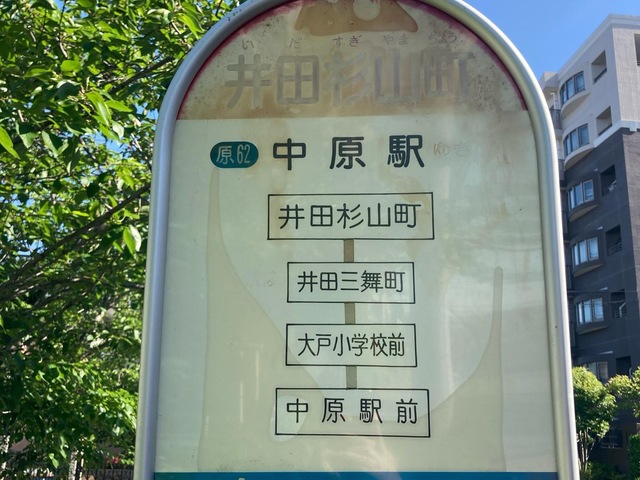 いだ すぎやまちょう
井田杉山町
原62 中原駅 ゆき
井田杉山町
井田三舞町
大戸小学校前
中原駅前